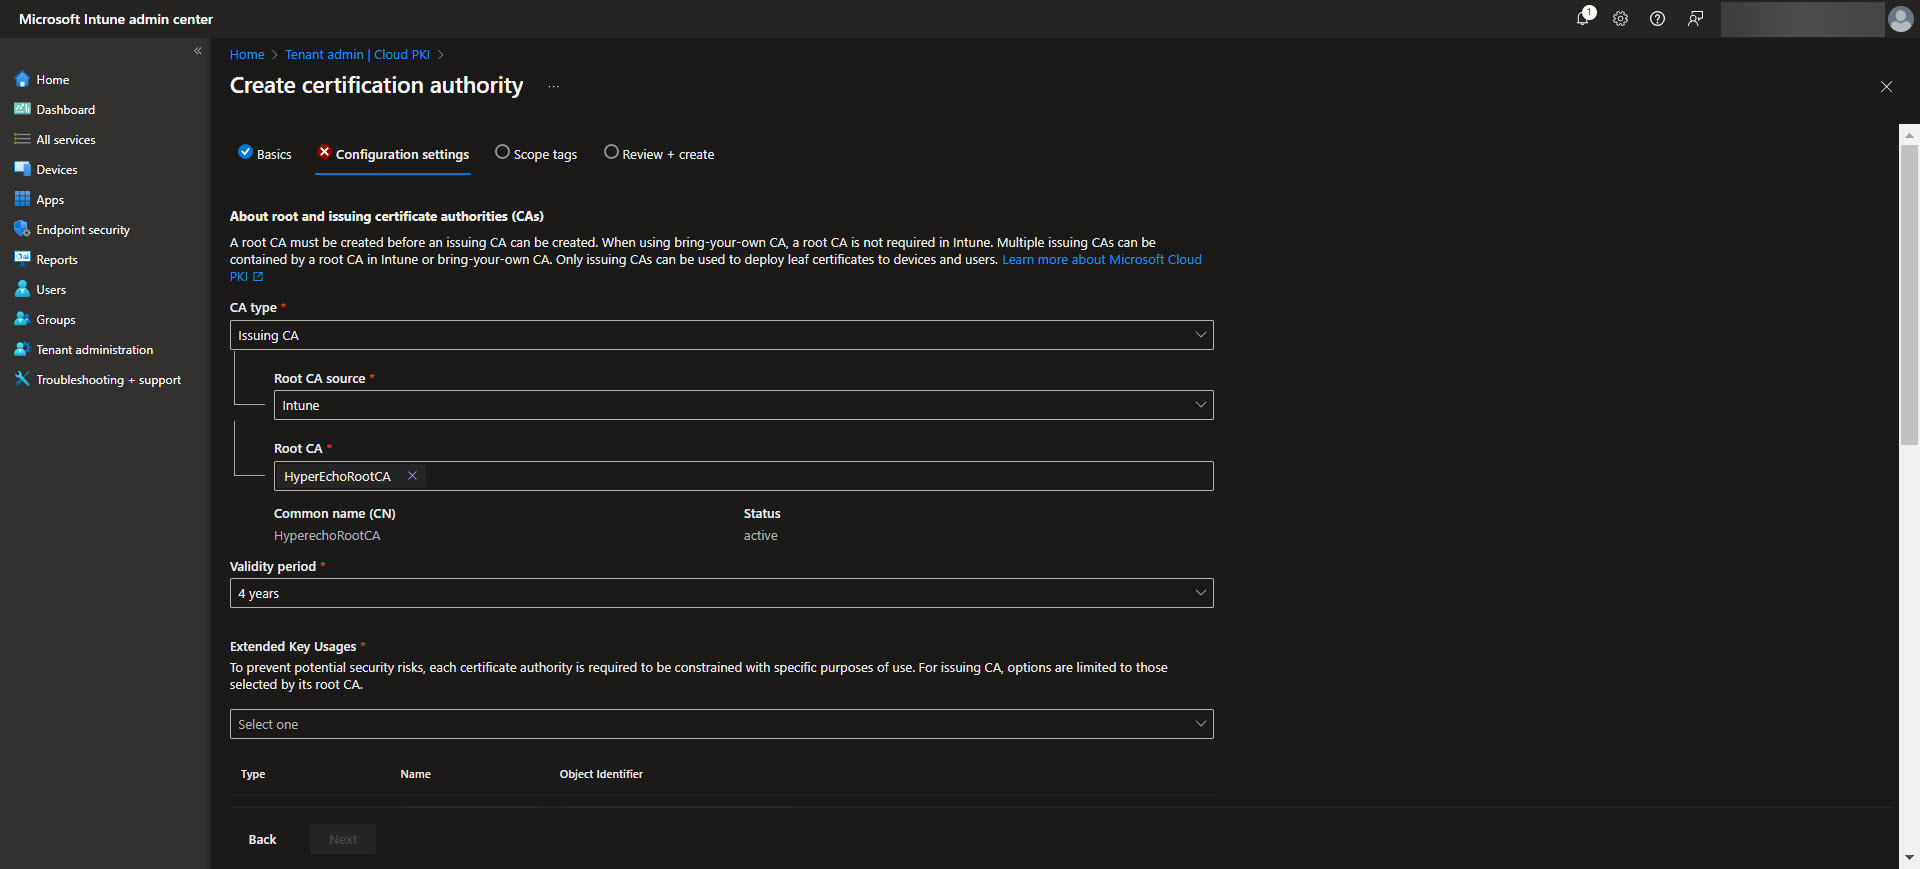 Microsoft Intune admin center
1
«
Home
Dashboard
All services
Devices
Apps
Endpoint security
Reports
Users
Groups
Tenant administration
Troubleshooting + support
Home > Tenant admin | Cloud PKI >
Create certification authority ...
Basics
Configuration settings
Scope tags
Review + create
About root and issuing certificate authorities (CAs)
A root CA must be created before an issuing CA can be created. When using bring-your-own CA, a root CA is not required in Intune. Multiple issuing CAs can be
contained by a root CA in Intune or bring-your-own CA. Only issuing CAs can be used to deploy leaf certificates to devices and users. Learn more about Microsoft Cloud
PKI
CA type *
Issuing CA
Root CA source *
Intune
Root CA *
HyperEchoRootCA
Common name (CN)
HyperechoRootCA
Status
active
Validity period *
4 years
Extended Key Usages *
To prevent potential security risks, each certificate authority is required to be constrained with specific purposes of use. For issuing CA, options are limited to those
selected by its root CA.
Select one
Type Name Object Identifier
Back Next